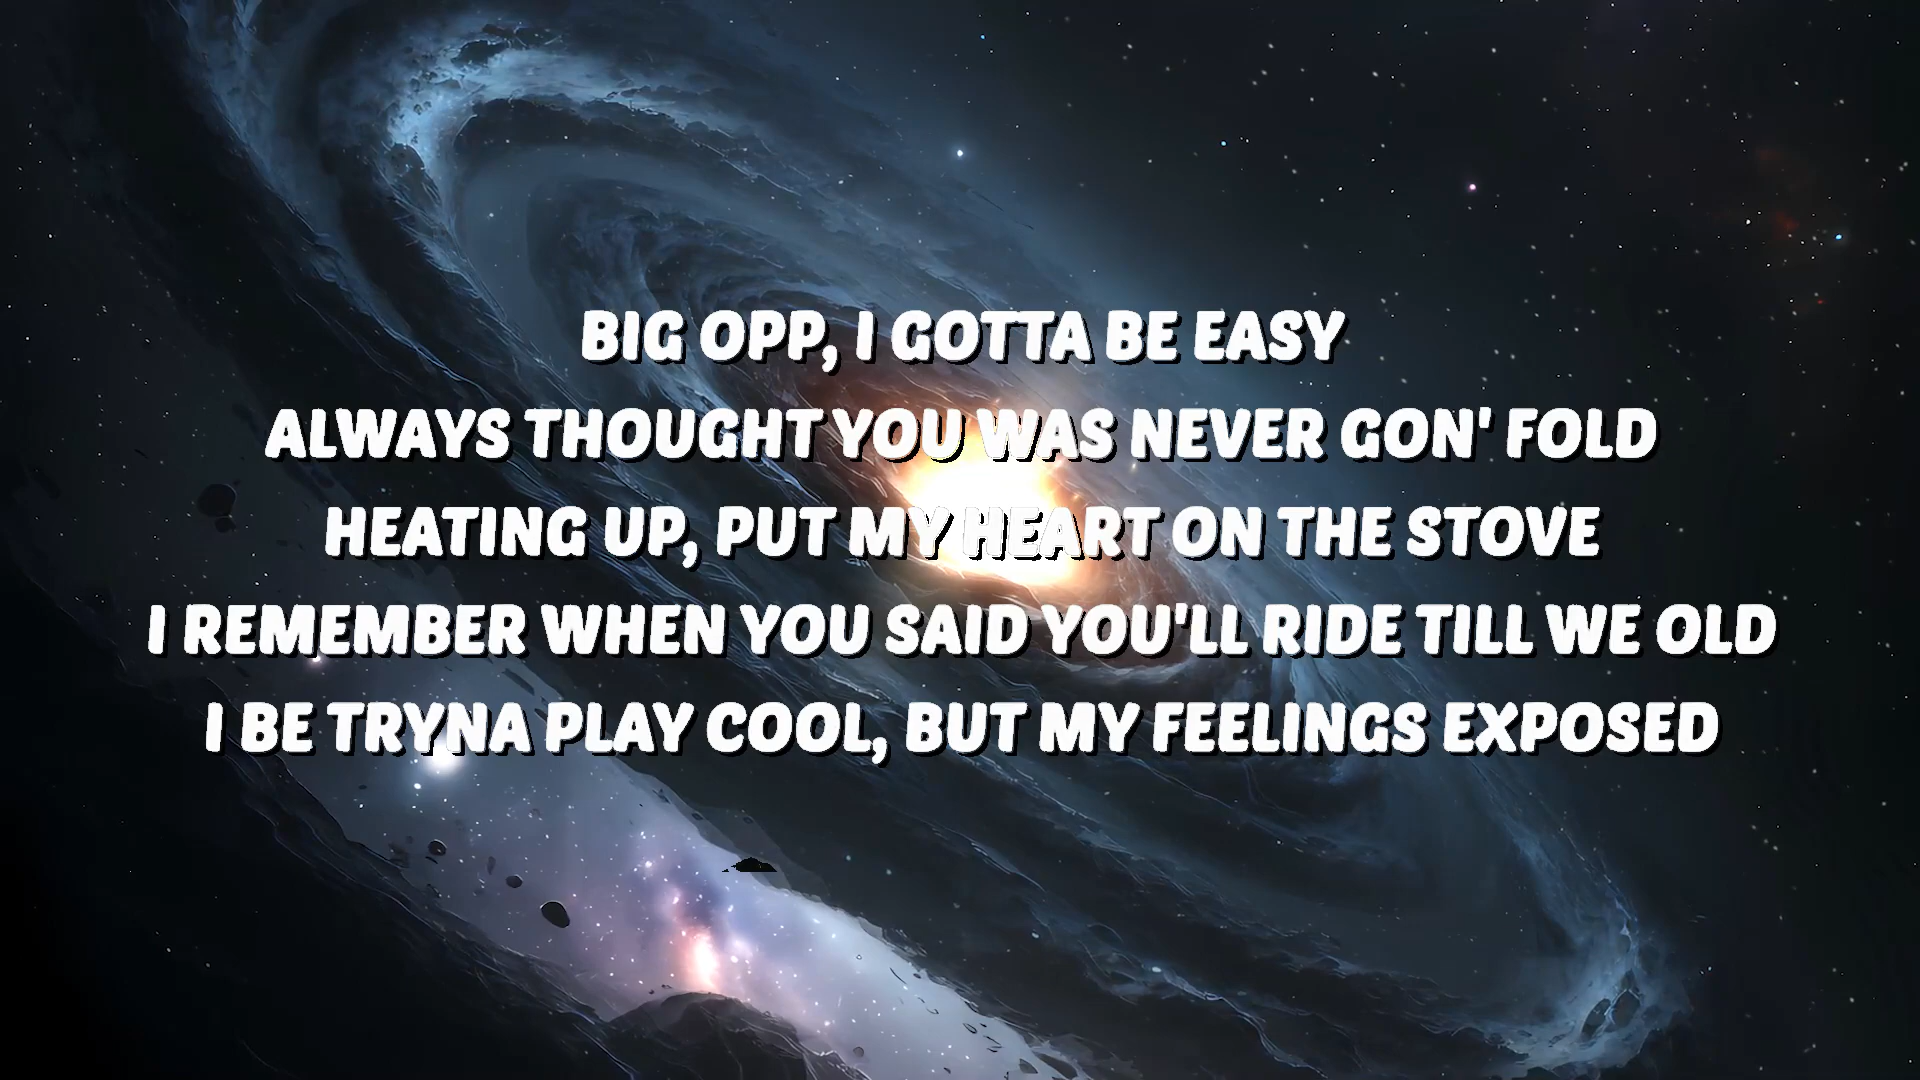 BIG OPP, I GOTTA BE EASY
ALWAYS THOUGHT YOU WAS NEVER GON' FOLD
HEATING UP, PUT MY HEART ON THE STOVE
I REMEMBER WHEN YOU SAID YOU'LL RIDE TILL WE OLD
I BE TRYNA PLAY COOL, BUT MY FEELINGS EXPOSED